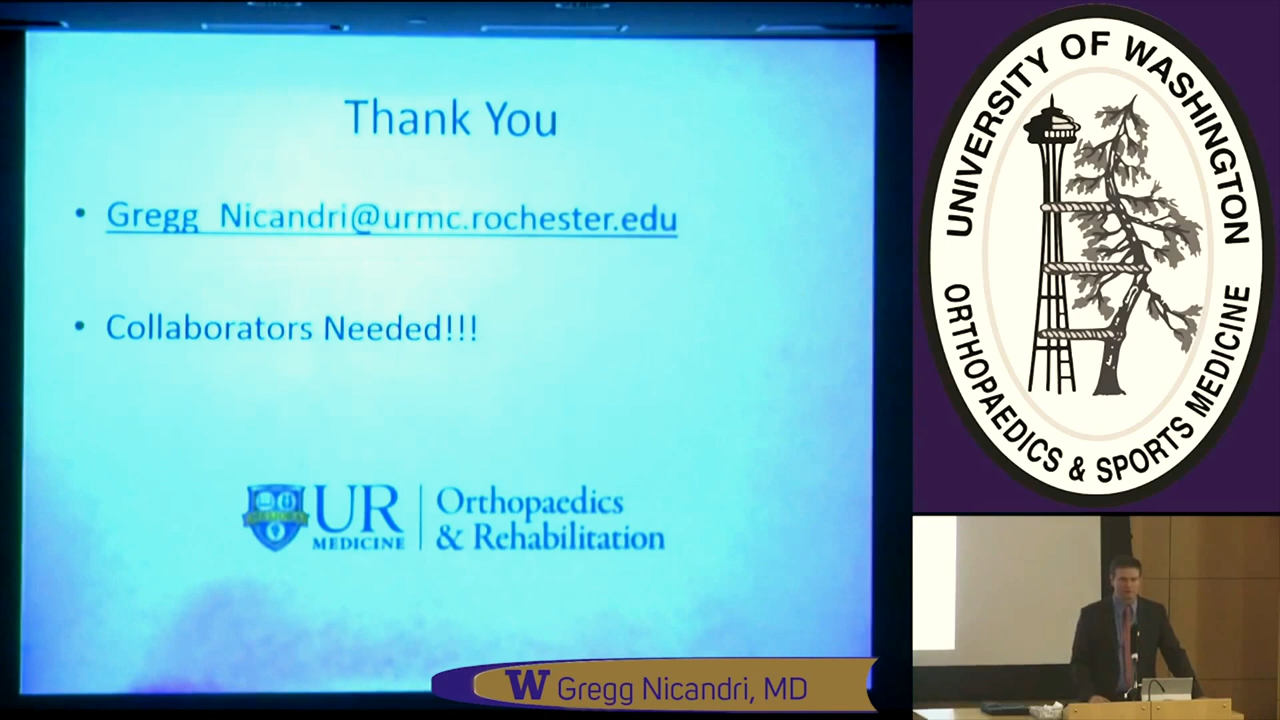 Thank You
• Gregg_Nicandri@urmc.rochester.edu
• Collaborators Needed!!!
UR
MEDICINE
Orthopaedics
& Rehabilitation
UNIVERSITY OF WASHINGTON
ORTHOPAEDICS & SPORTS MEDICINE
W Gregg Nicandri, MD